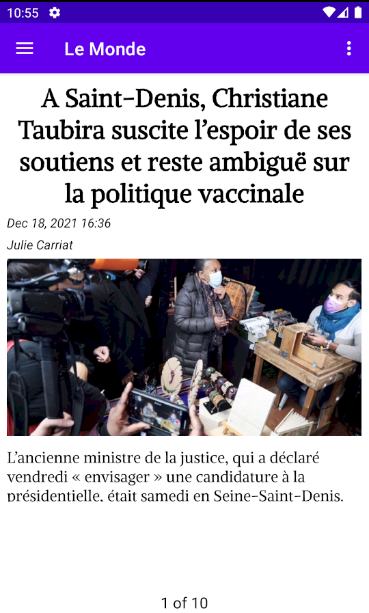 10:55
Le Monde
A Saint-Denis, Christiane
Taubira suscite l'espoir de ses
soutiens et reste ambiguë sur
la politique vaccinale
Dec 18, 2021 16:36
Julie Carriat
L'ancienne ministre de la justice, qui a déclaré
vendredi « envisager » une candidature à la
présidentielle, était samedi en Seine-Saint-Denis.
1 of 10